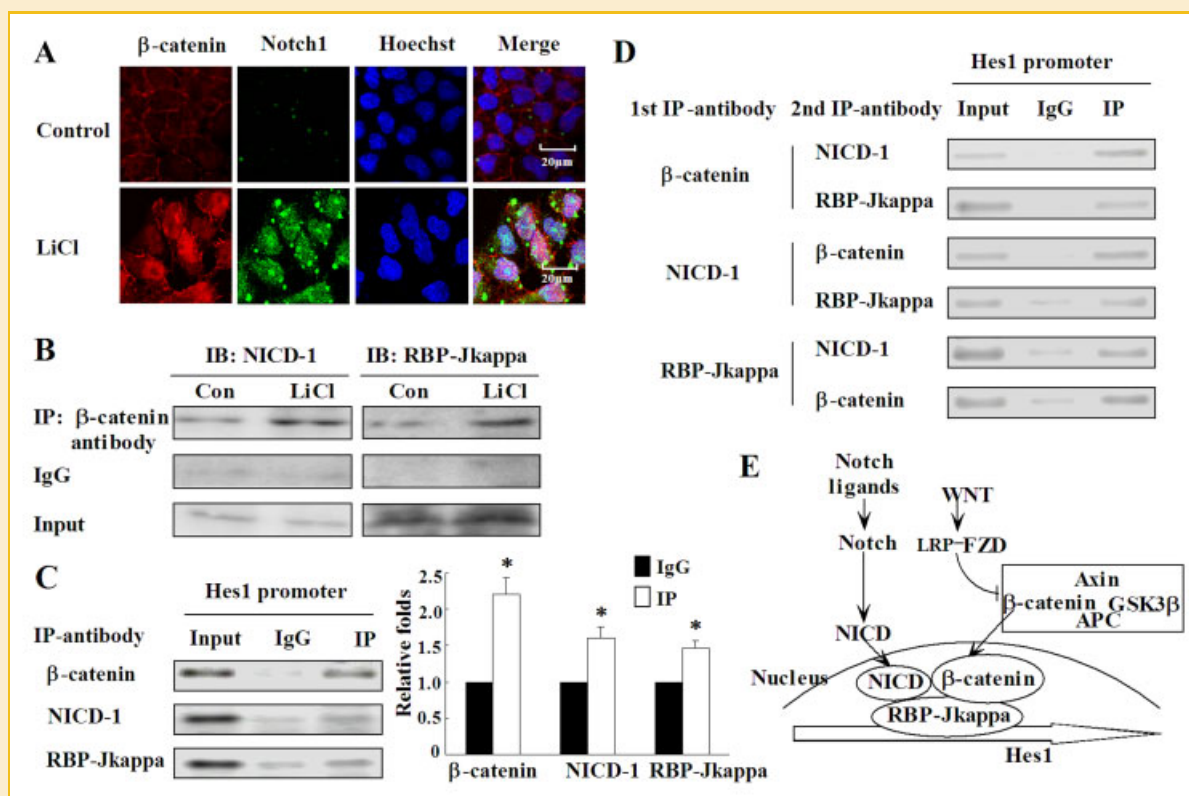 A
β-catenin Notch1 Hoechst Merge
Control
20μm
LiCl
20μm
B
IB: NICD-1 IB: RBP-Jkappa
Con LiCl Con LiCl
IP: β-catenin
antibody
IgG
Input
C
Hes1 promoter
IP-antibody Input IgG IP
β-catenin
NICD-1
RBP-Jkappa
Relative folds
2.5
2.0
1.5
1.0
0.5
0
* * *
IgG
IP
β-catenin NICD-1 RBP-Jkappa
D
Hes1 promoter
1st IP-antibody 2nd IP-antibody Input IgG IP
β-catenin
NICD-1
RBP-Jkappa
NICD-1
β-catenin
RBP-Jkappa
RBP-Jkappa
NICD-1
β-catenin
E
Notch
ligands
WNT
Notch
LRP-FZD
Axin
β-catenin GSK3β
APC
NICD
Nucleus
NICD
β-catenin
RBP-Jkappa
Hes1